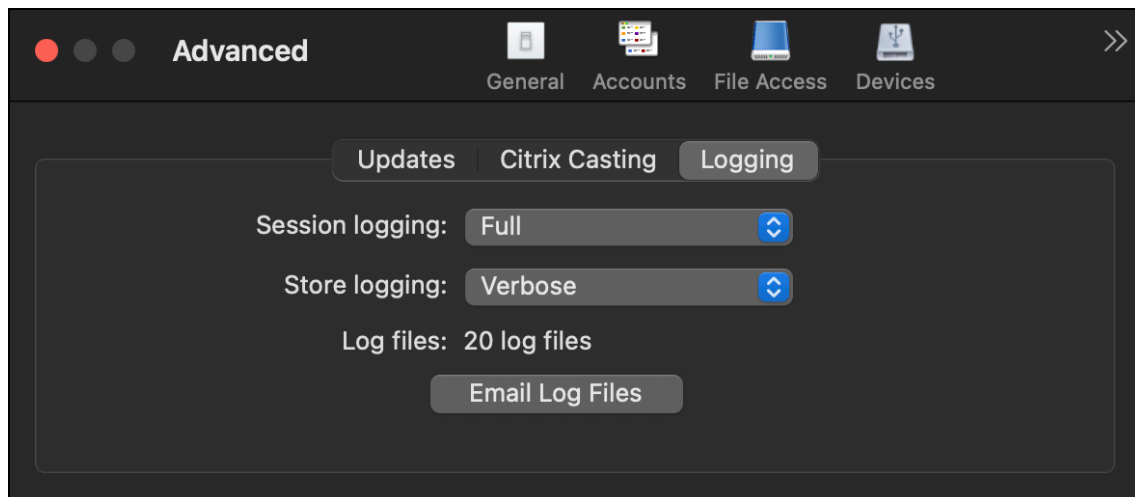 Advanced
General Accounts File Access Devices
Updates Citrix Casting Logging
Session logging: Full
Store logging: Verbose
Log files: 20 log files
Email Log Files